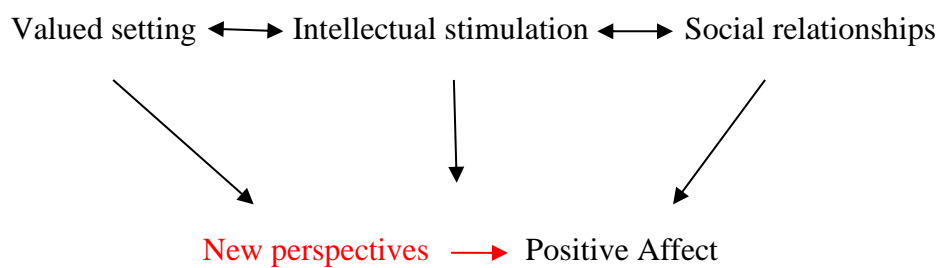 Valued setting Intellectual stimulation Social relationships
New perspectives Positive Affect